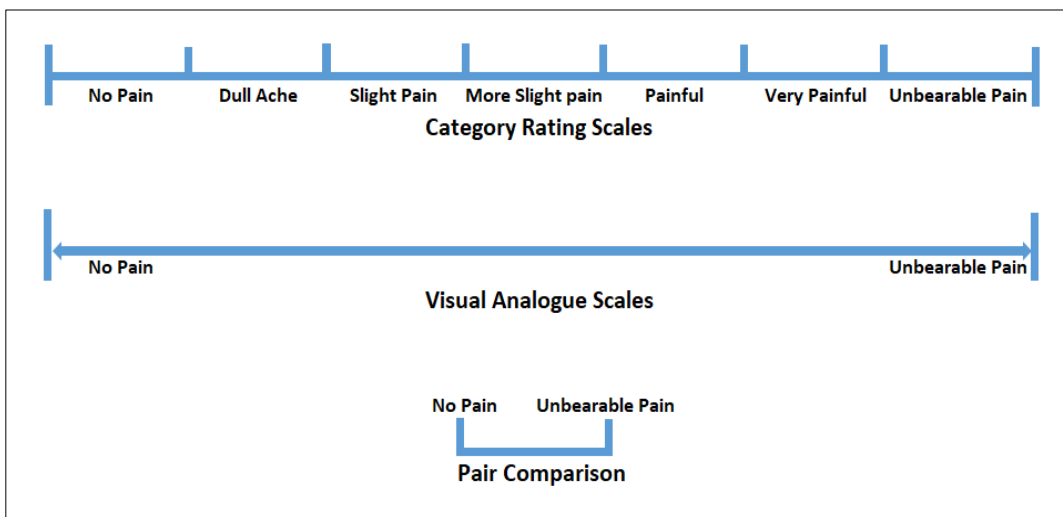 No Pain Dull Ache Slight Pain More Slight pain Painful Very Painful Unbearable Pain
Category Rating Scales
No Pain Unbearable Pain
Visual Analogue Scales
No Pain Unbearable Pain
Pair Comparison